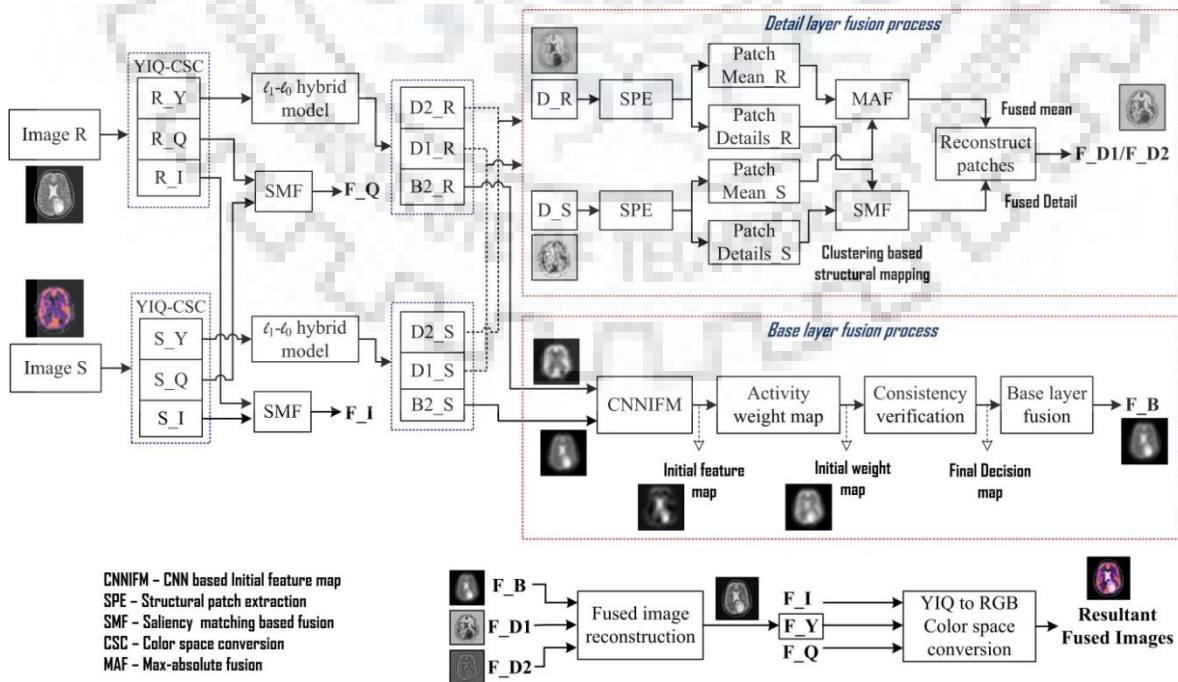 Detail layer fusion process
YIQ-CSC
R_Y
R_Q
R_I
Image R
ℓ1-ℓ0 hybrid
model
SMF
F_Q
D2_R
D1_R
B2_R
D_R
SPE
Patch
Mean_R
Patch
Details_R
MAF
Fused mean
Reconstruct
patches
F_D1/F_D2
Patch
Mean_S
D_S
SPE
Patch
Details_S
SMF
Fused Detail
Clustering based
structural mapping
YIQ-CSC
S_Y
S_Q
S_I
Image S
ℓ1-ℓ0 hybrid
model
SMF
F_I
D2_S
D1_S
B2_S
Base layer fusion process
CNNIFM
Activity
weight map
Consistency
verification
Base layer
fusion
F_B
Initial feature
map
Initial weight
map
Final Decision
map
CNNIFM – CNN based Initial feature map
SPE – Structural patch extraction
SMF – Saliency matching based fusion
CSC – Color space conversion
MAF – Max-absolute fusion
F_B
F_D1
F_D2
Fused image
reconstruction
F_I
F_Y
F_Q
YIQ to RGB
Color space
conversion
Resultant
Fused Images